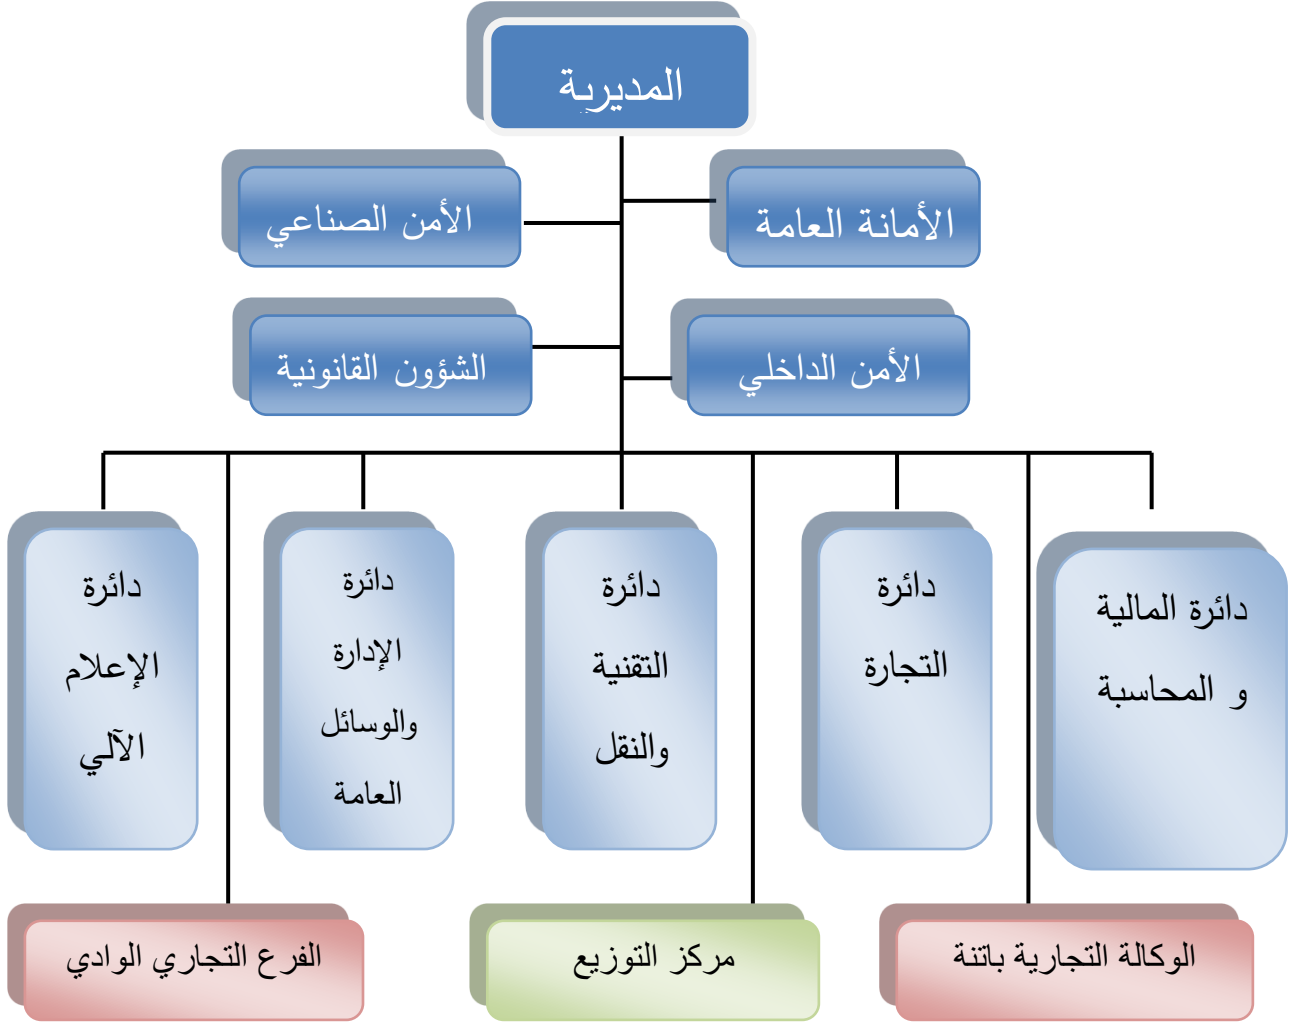 المديرية
الأمانة العامة
الأمن الصناعي
الأمن الداخلي
الشؤون القانونية
دائرة المالية
و المحاسبة
دائرة
التجارة
دائرة
التقنية
والنقل
دائرة
الإدارة
والوسائل
العامة
دائرة
الإعلام
الآلي
الوكالة التجارية باتنة
مركز التوزيع
الفرع التجاري الوادي